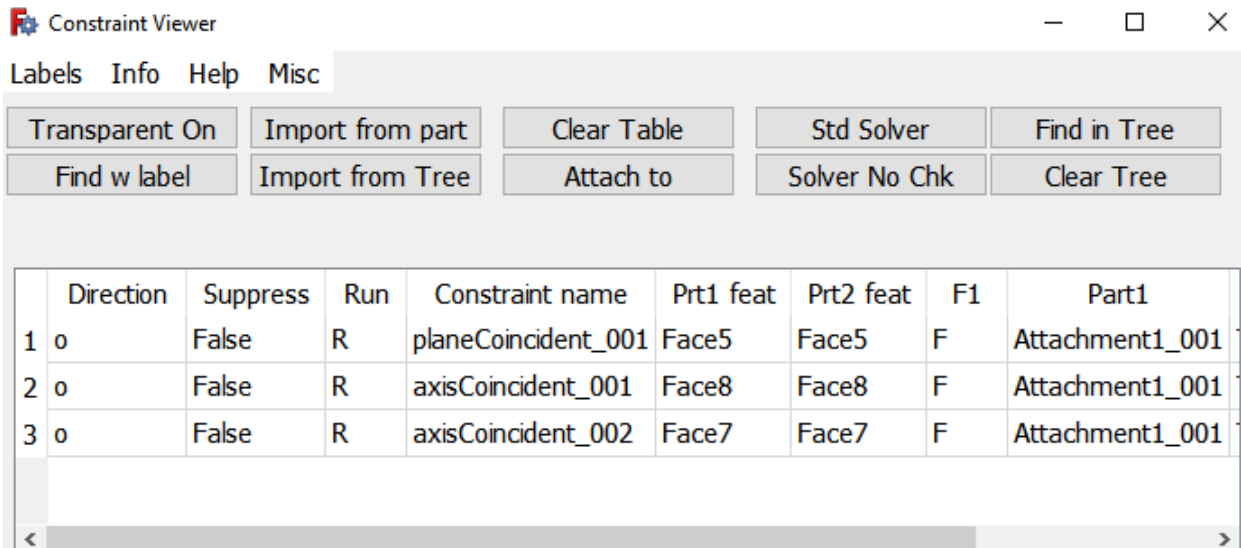 Constraint Viewer
Labels Info Help Misc
Transparent On Import from part Clear Table Std Solver Find in Tree
Find w label Import from Tree Attach to Solver No Chk Clear Tree
Direction Suppress Run Constraint name Prt1 feat Prt2 feat F1 Part1
1 o False R planeCoincident_001 Face5 Face5 F Attachment1_001
2 o False R axisCoincident_001 Face8 Face8 F Attachment1_001
3 o False R axisCoincident_002 Face7 Face7 F Attachment1_001